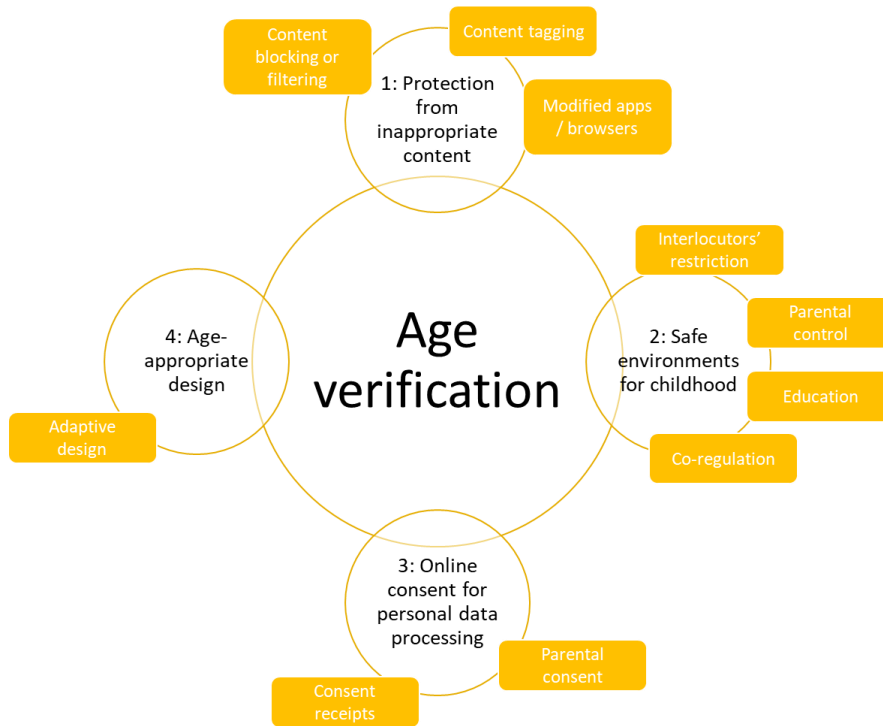 Content
blocking or
filtering
Content tagging
1: Protection
from
inappropriate
content
Modified apps
/ browsers
Interlocutors’
restriction
Parental
control
2: Safe
environments
for childhood
Education
Co-regulation
Age
verification
4: Age-
appropriate
design
Adaptive
design
3: Online
consent for
personal data
processing
Parental
consent
Consent
receipts